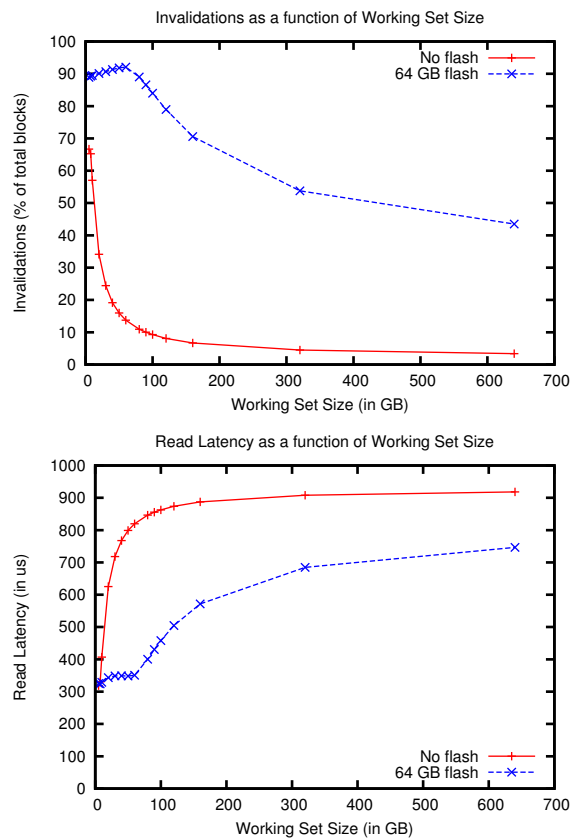 Invalidations as a function of Working Set Size
100
90
80
70
60
50
40
30
20
10
0
Invalidations (% of total blocks)
No flash
64 GB flash
0 100 200 300 400 500 600 700
Working Set Size (in GB)
Read Latency as a function of Working Set Size
1000
900
800
700
600
500
400
300
200
100
0
Read Latency (in us)
No flash
64 GB flash
0 100 200 300 400 500 600 700
Working Set Size (in GB)